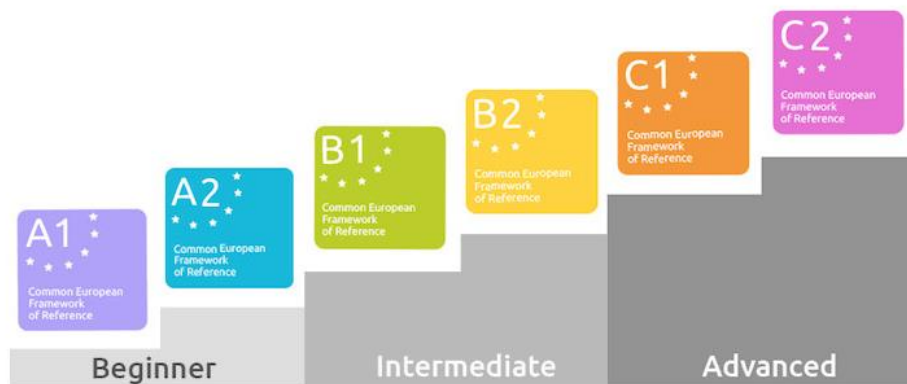 A1
Common European
Framework
of Reference
A2
Common European
Framework
of Reference
B1
Common European
Framework
of Reference
B2
Common European
Framework
of Reference
C1
Common European
Framework
of Reference
C2
Common European
Framework
of Reference
Beginner
Intermediate
Advanced